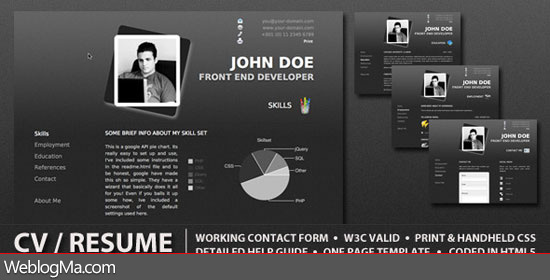 you@your-domain.com
www.your-domain.com
+001 (0) 11 2345 6789
Print
JOHN DOE
FRONT END DEVELOPER
SKILLS
Skills
Employment
Education
References
Contact
About Me
SOME BRIEF INFO ABOUT MY SKILL SET
This is a google API pie chart. Its
really easy to set up and use,
I've included some instructions
in the readme.html file and to
be honest, google have made
this oh so simple. They have a
wizard that basically does it all
for you! Even if you balls it up
some how, Ive included a
screenshot of the default
settings used here.
Skillset
jQuery
SQL
Other
CSS
PHP
JOHN DOE
FRONT END DEVELOPER
EDUCATION
JOHN DOE
FRONT END DEVELOPER
EMPLOYMENT
JOHN DOE
FRONT END DEVELOPER
CONTACT ME
CV / RESUME
WORKING CONTACT FORM • W3C VALID • PRINT & HANDHELD CSS
DETAILED HELP GUIDE • ONE PAGE TEMPLATE • CODED IN HTML5
WeblogMa.com